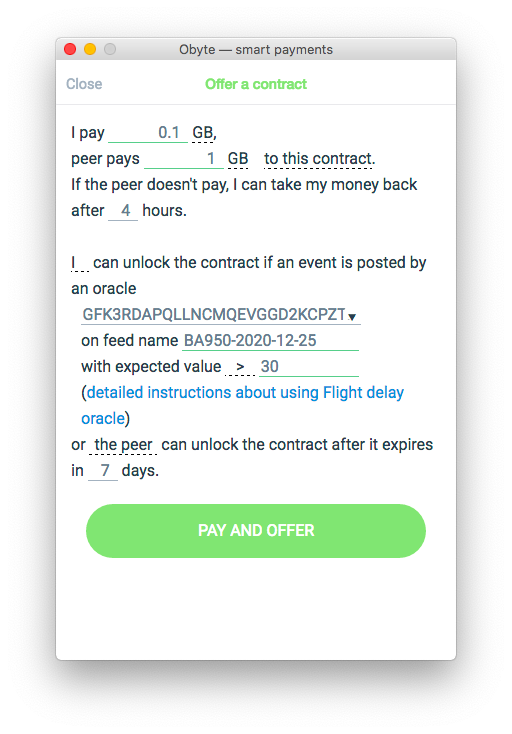 Obyte — smart payments
Close Offer a contract
I pay 0.1 GB,
peer pays 1 GB to this contract.
If the peer doesn't pay, I can take my money back
after 4 hours.
I can unlock the contract if an event is posted by
an oracle
GFK3RDAPQLLNCMQEVGGD2KCPZT
on feed name BA950-2020-12-25
with expected value > 30
(detailed instructions about using Flight delay
oracle)
or the peer can unlock the contract after it expires
in 7 days.
PAY AND OFFER